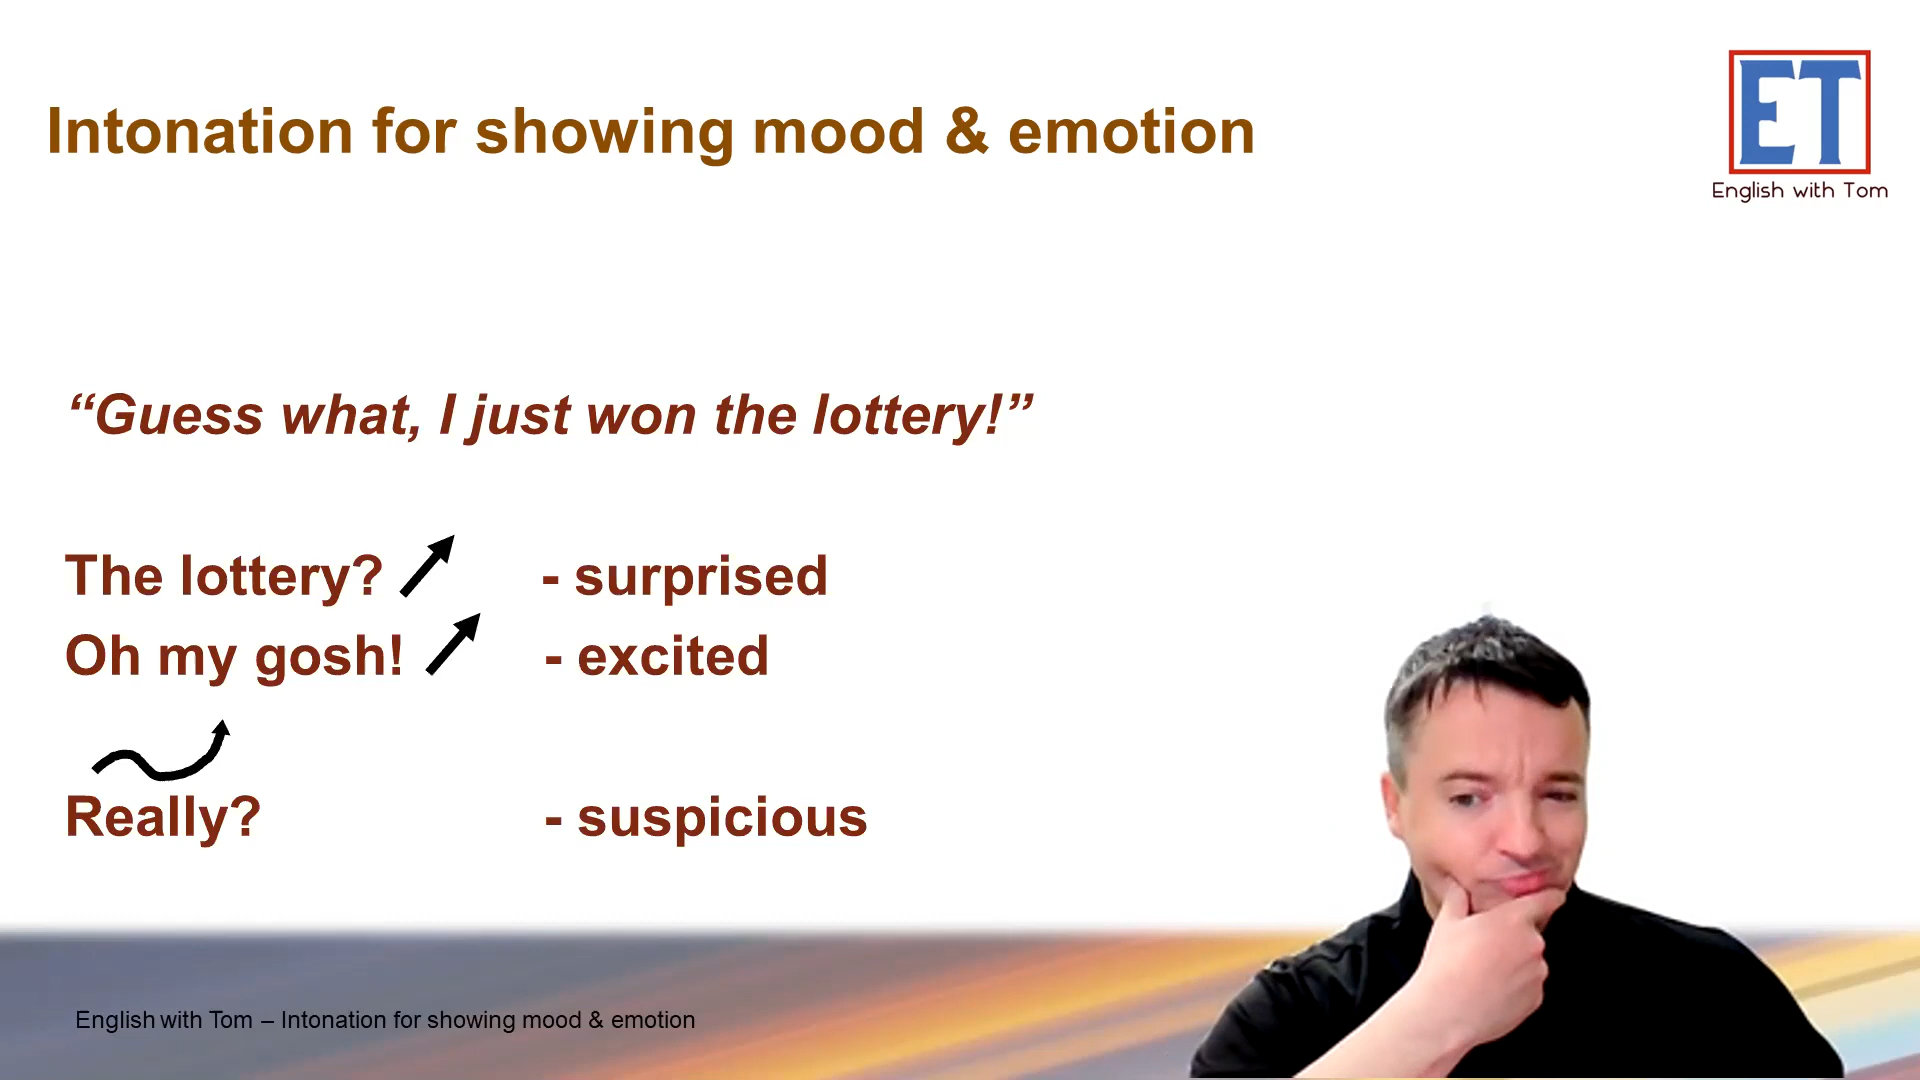 Intonation for showing mood & emotion
ET
English with Tom
“Guess what, I just won the lottery!”
The lottery? - surprised
Oh my gosh! - excited
Really? - suspicious
English with Tom – Intonation for showing mood & emotion